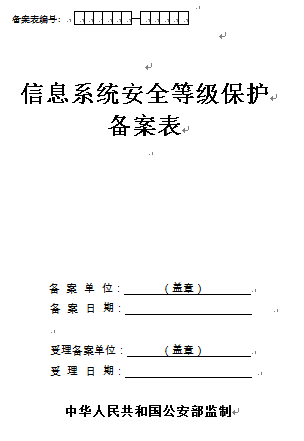 备案表编号：
信息系统安全等级保护
备案表
备 案 单 位：（盖章）
备 案 日 期：
受理备案单位：（盖章）
受 理 日 期：
中华人民共和国公安部监制